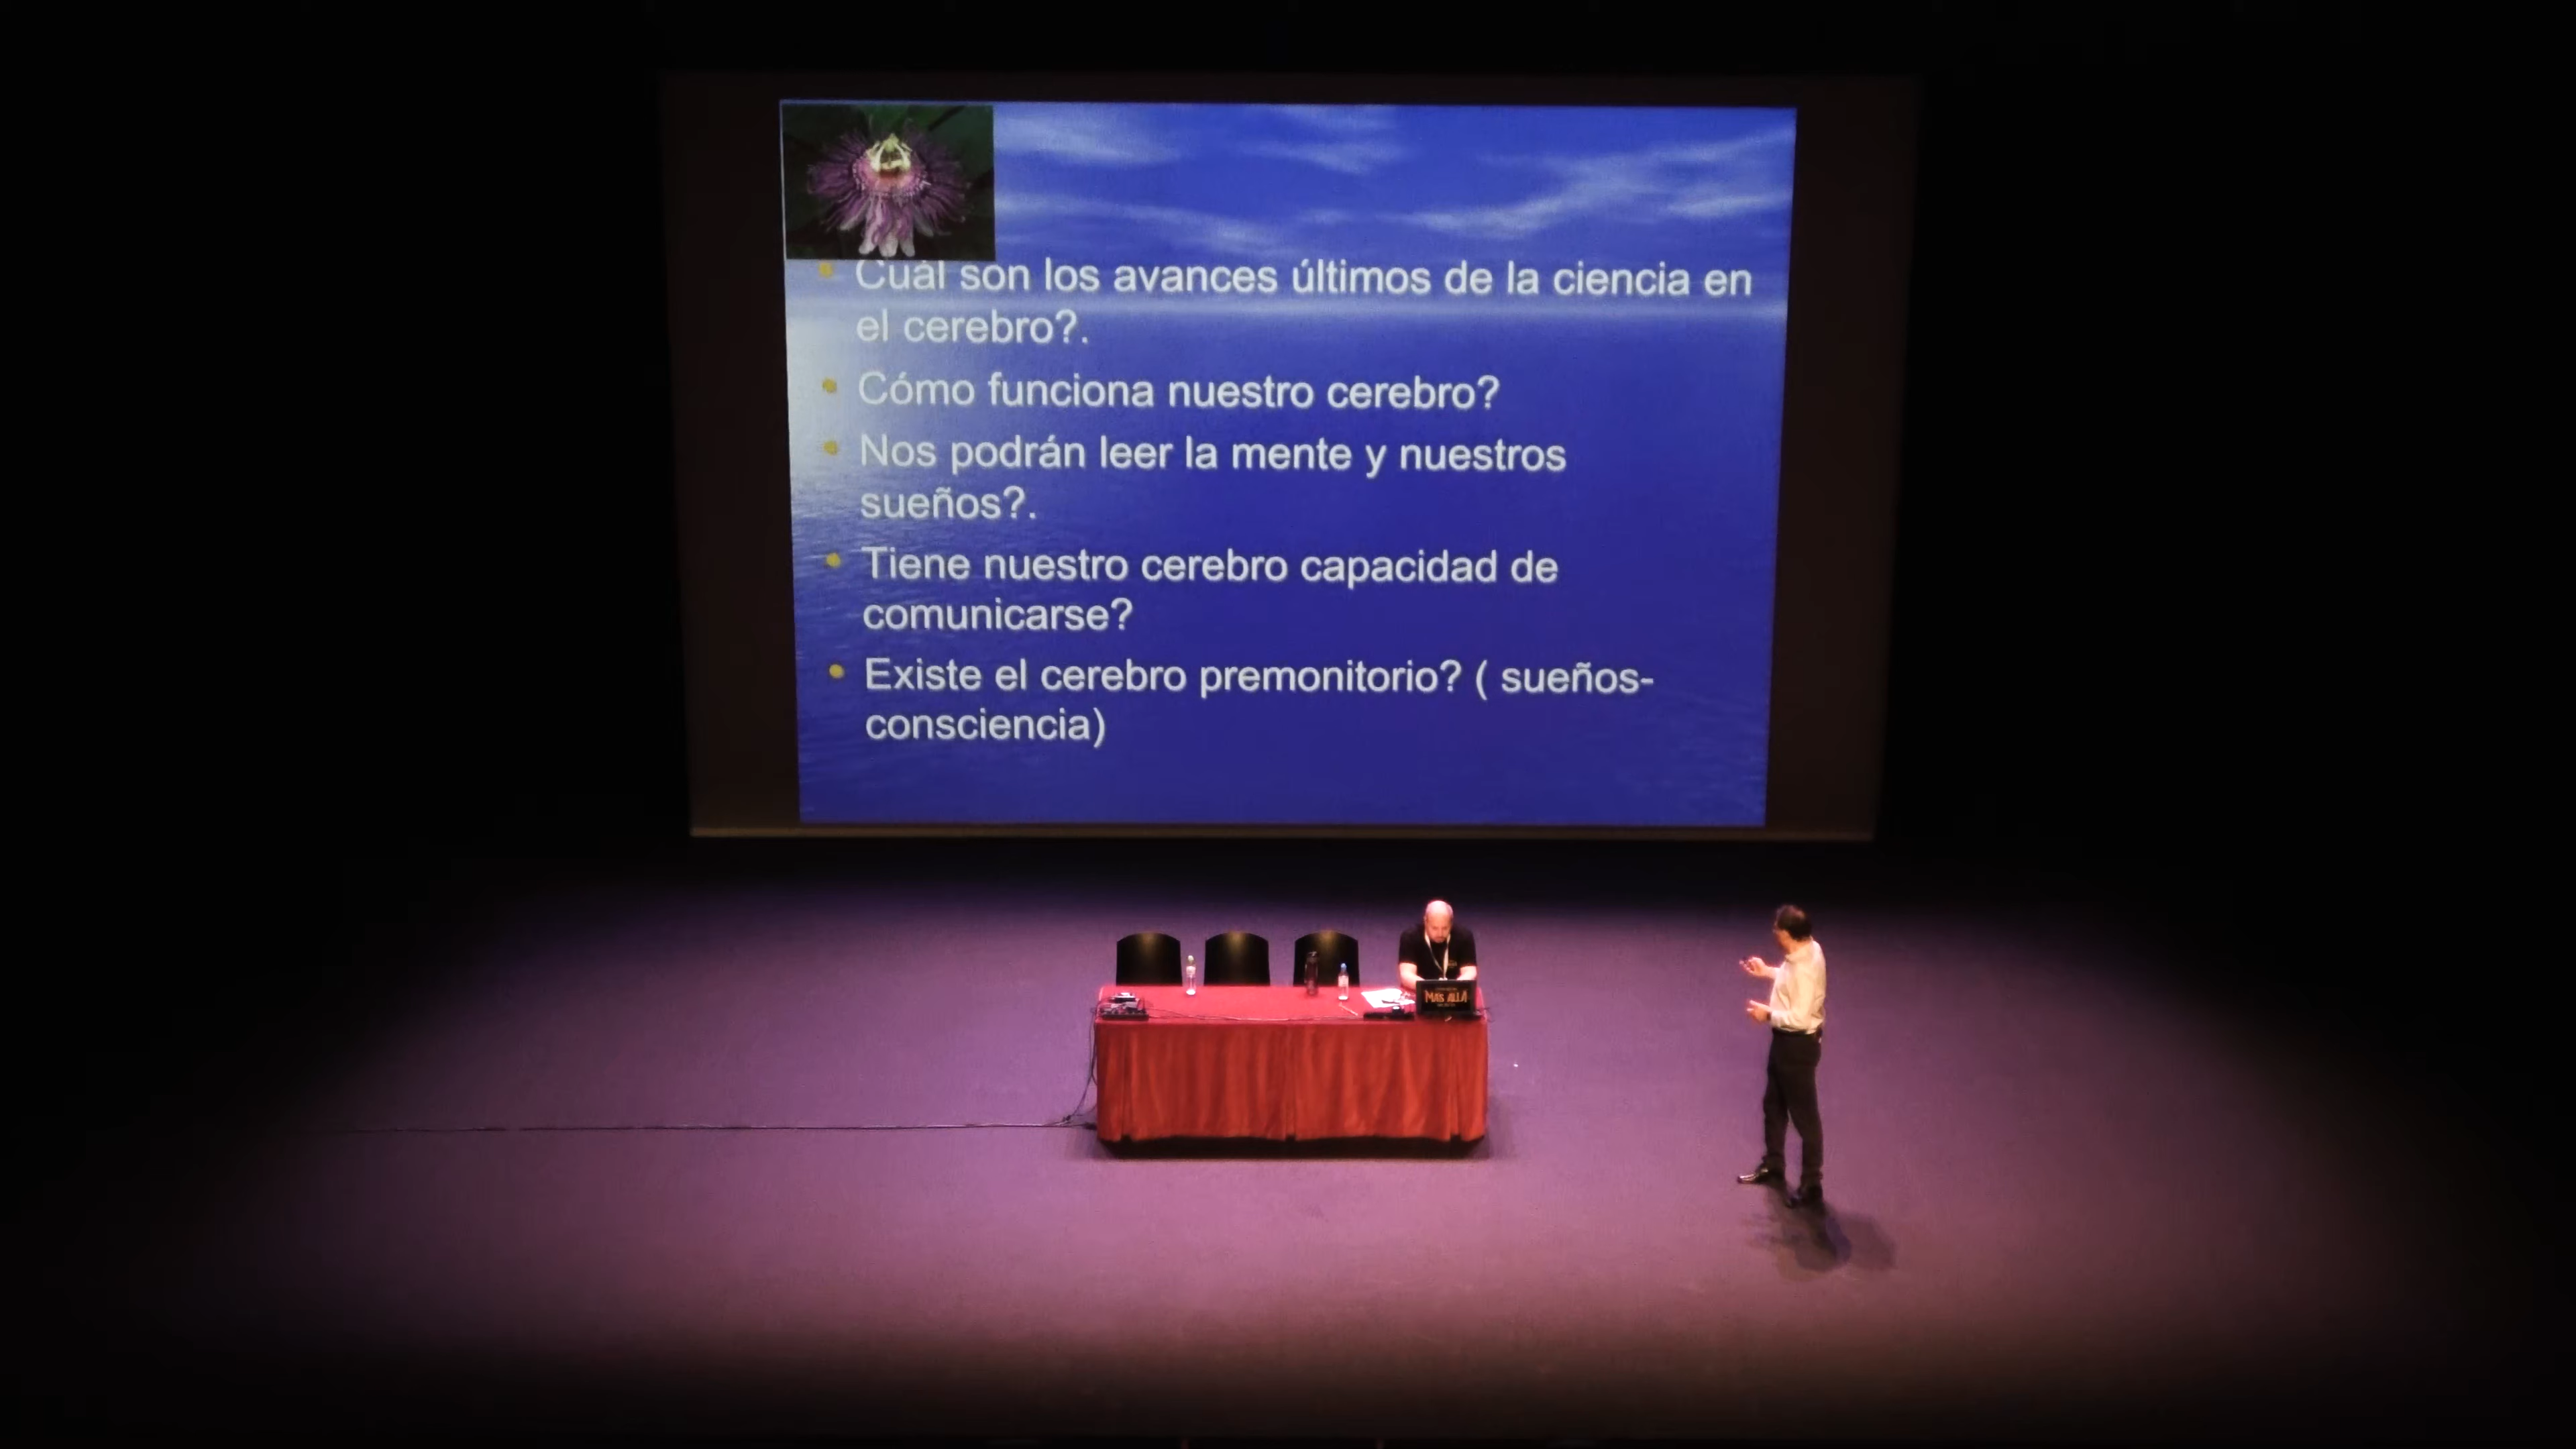 Cuál son los avances últimos de la ciencia en
el cerebro?.
Cómo funciona nuestro cerebro?
Nos podrán leer la mente y nuestros
sueños?.
Tiene nuestro cerebro capacidad de
comunicarse?
Existe el cerebro premonitorio? ( sueños-
consciencia)
MÁS ALLÁ